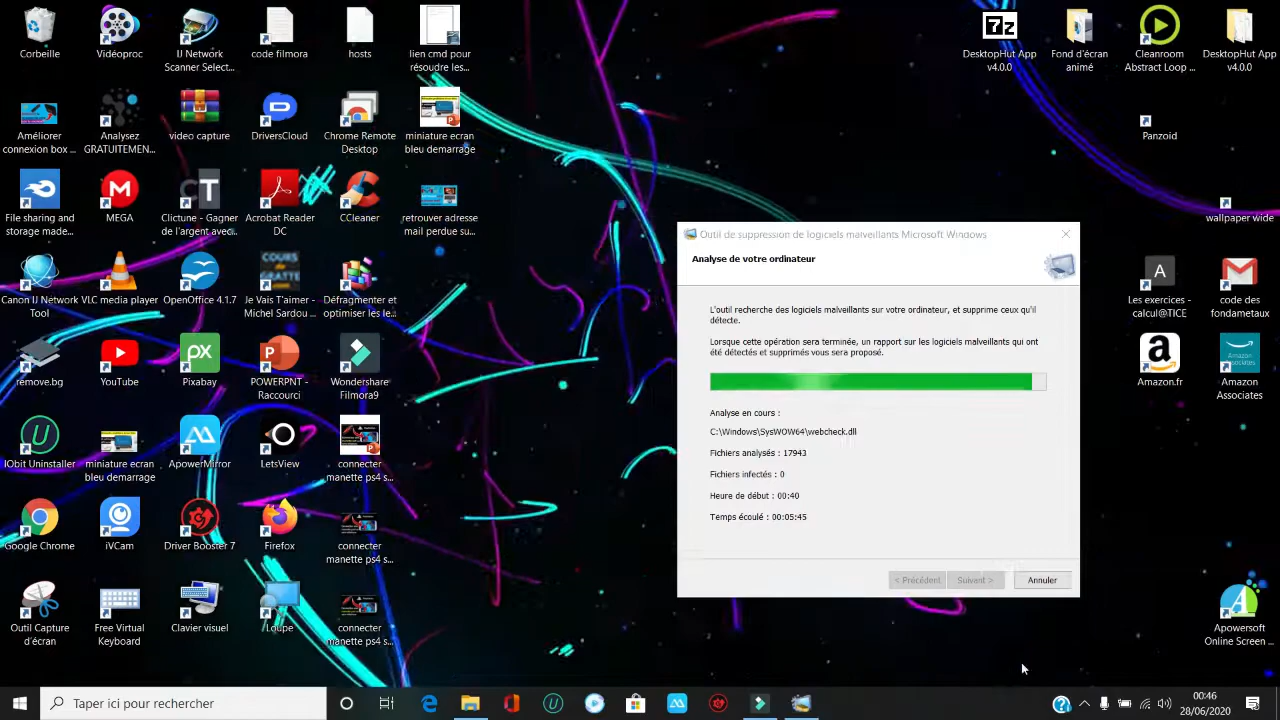 Corbeille
Vidéoproc
IJ Network
Scanner Select...
code filmora
hosts
lien cmd pour
résoudre les...
7z
DesktopHut App
v4.0.0
Fond d'écran
animé
Cleanroom
Abstract Loop ...
DesktopHut App
v4.0.0
Améliorer
connexion box ...
Analysez
GRATUITEMEN...
video capture
DriversCloud
Chrome Remote
Desktop
miniature ecran
bleu demarrage
Panzoid
File sharing and
storage made...
MEGA
Clictune - Gagner
de l'argent avec...
Acrobat Reader
DC
CCleaner
retrouver adresse
mail perdue su...
wallpaper wide
Canon IJ Network
Tool
VLC media player
OpenOffice 4.1.7
Je Vais T'aimer -
Michel Sardou ...
Défragmenter et
optimiser les le...
Les exercices -
calcul@TICE
code des
fondametaux
remove.bg
YouTube
Pixabay
POWERPNT -
Raccourci
Wondershare
Filmora9
Amazon.fr
Amazon
Associates
IObit Uninstaller
miniature ecran
bleu demarrage
ApowerMirror
LetsView
connecter
manette ps4 s...
Google Chrome
iVCam
Driver Booster 7
Firefox
connecter
manette ps4 s...
Outil Capture
d'écran
Free Virtual
Keyboard
Clavier visuel
Loupe
connecter
manette ps4 s...
Apowersoft
Online Screen ...
Outil de suppression de logiciels malveillants Microsoft Windows
Analyse de votre ordinateur
L'outil recherche des logiciels malveillants sur votre ordinateur, et supprime ceux qu'il
détecte.
Lorsque cette opération sera terminée, un rapport sur les logiciels malveillants qui ont
été détectés et supprimés vous sera proposé.
Analyse en cours :
C:\Windows\SysWOW64\webcheck.dll
Fichiers analysés : 17943
Fichiers infectés : 0
Heure de début : 00:40
Temps écoulé : 00:05:45
< Précédent
Suivant >
Annuler
Taper ici pour rechercher
00:46
28/06/2020